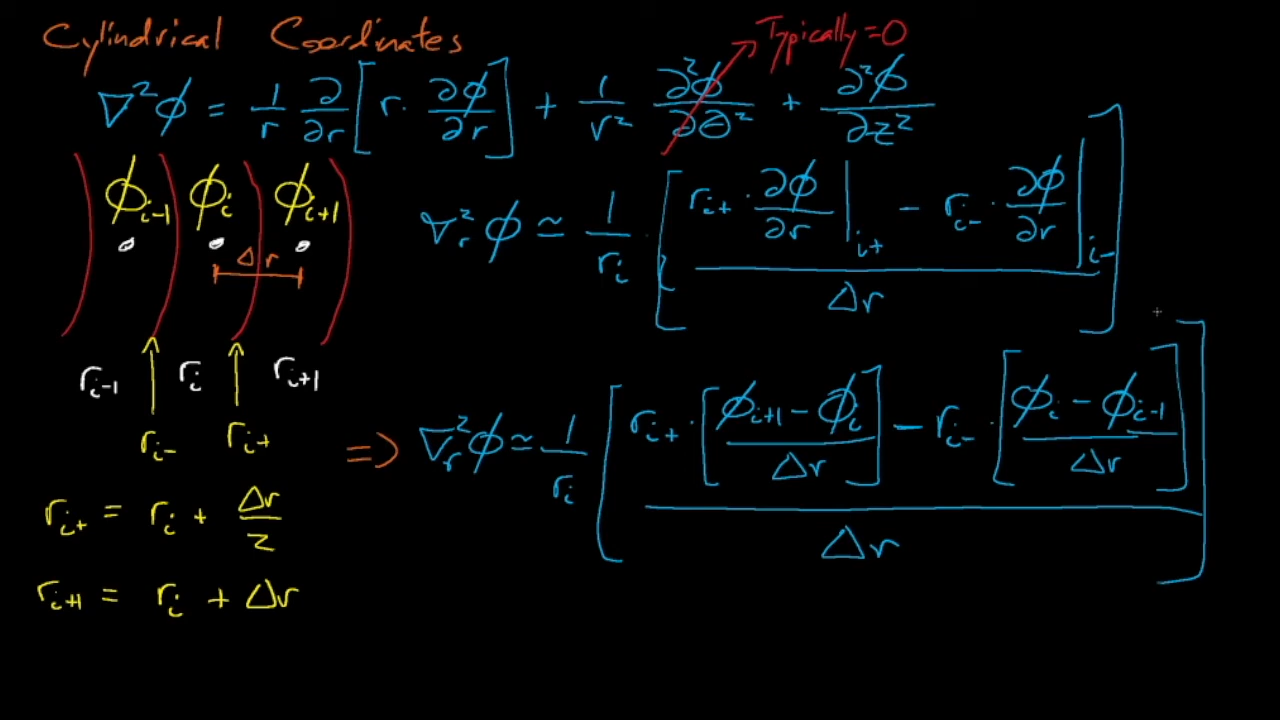 Cylindrical Coordinates
Typically = 0
∇²ϕ = 1/r ∂/∂r [r · ∂ϕ/∂r] + 1/r² ∂²ϕ/∂θ² + ∂²ϕ/∂z²
ϕᵢ₋₁ ϕᵢ ϕᵢ₊₁
Δr
∇ᵣ²ϕ ≃ 1/rᵢ · [(rᵢ₊ · ∂ϕ/∂r|ᵢ₊ − rᵢ₋ · ∂ϕ/∂r|ᵢ₋)/Δr]
rᵢ₋₁ rᵢ rᵢ₊₁
rᵢ₋ rᵢ₊
=> ∇ᵣ²ϕ ≃ 1/rᵢ [(rᵢ₊ · [(ϕᵢ₊₁ − ϕᵢ)/Δr] − rᵢ₋ · [(ϕᵢ − ϕᵢ₋₁)/Δr])/Δr]
rᵢ₊ = rᵢ + Δr/2
rᵢ₊₁ = rᵢ + Δr